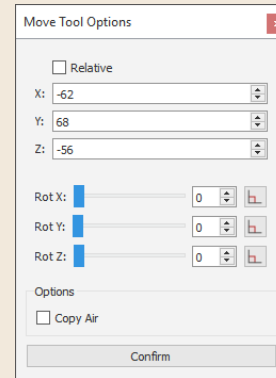 Move Tool Options
Relative
X: -62
Y: 68
Z: -56
Rot X: 0
Rot Y: 0
Rot Z: 0
Options
Copy Air
Confirm